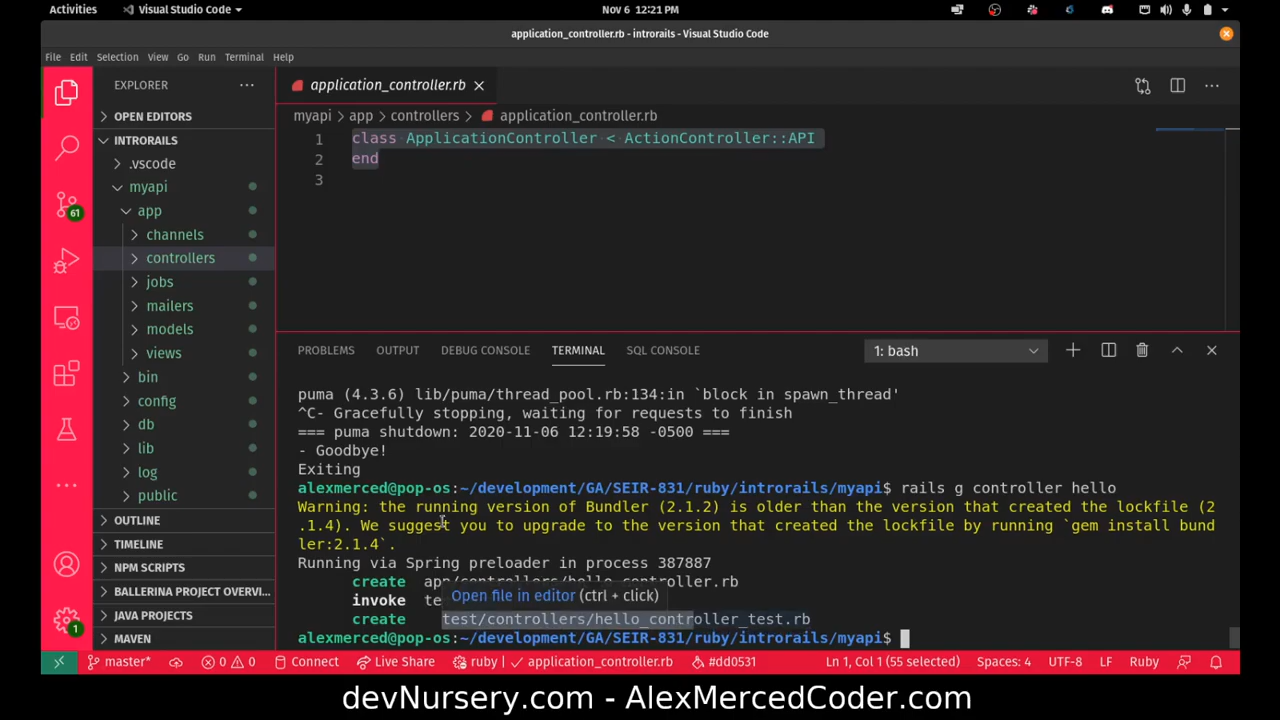 Activities Visual Studio Code Nov 6 12:21 PM
application_controller.rb - introrails - Visual Studio Code
File Edit Selection View Go Run Terminal Help
EXPLORER
application_controller.rb
OPEN EDITORS
myapi app controllers application_controller.rb
INTRORAILS
1 class ApplicationController < ActionController::API
2 end
3
.vscode
myapi
app
61
channels
controllers
jobs
mailers
models
views
bin
config
db
lib
log
public
OUTLINE
TIMELINE
NPM SCRIPTS
BALLERINA PROJECT OVERVI...
JAVA PROJECTS
MAVEN
PROBLEMS OUTPUT DEBUG CONSOLE TERMINAL SQL CONSOLE 1: bash
puma (4.3.6) lib/puma/thread_pool.rb:134:in `block in spawn_thread'
^C- Gracefully stopping, waiting for requests to finish
=== puma shutdown: 2020-11-06 12:19:58 -0500 ===
- Goodbye!
Exiting
alexmerced@pop-os:~/development/GA/SEIR-831/ruby/introrails/myapi$ rails g controller hello
Warning: the running version of Bundler (2.1.2) is older than the version that created the lockfile (2
.1.4). We suggest you to upgrade to the version that created the lockfile by running `gem install bund
ler:2.1.4`.
Running via Spring preloader in process 387887
create app/controllers/hello_controller.rb
invoke te
Open file in editor (ctrl + click)
create test/controllers/hello_controller_test.rb
alexmerced@pop-os:~/development/GA/SEIR-831/ruby/introrails/myapi$
master* 0 0 Connect Live Share ruby | ✓ application_controller.rb #dd0531 Ln 1, Col 1 (55 selected) Spaces: 4 UTF-8 LF Ruby
devNursery.com - AlexMercedCoder.com